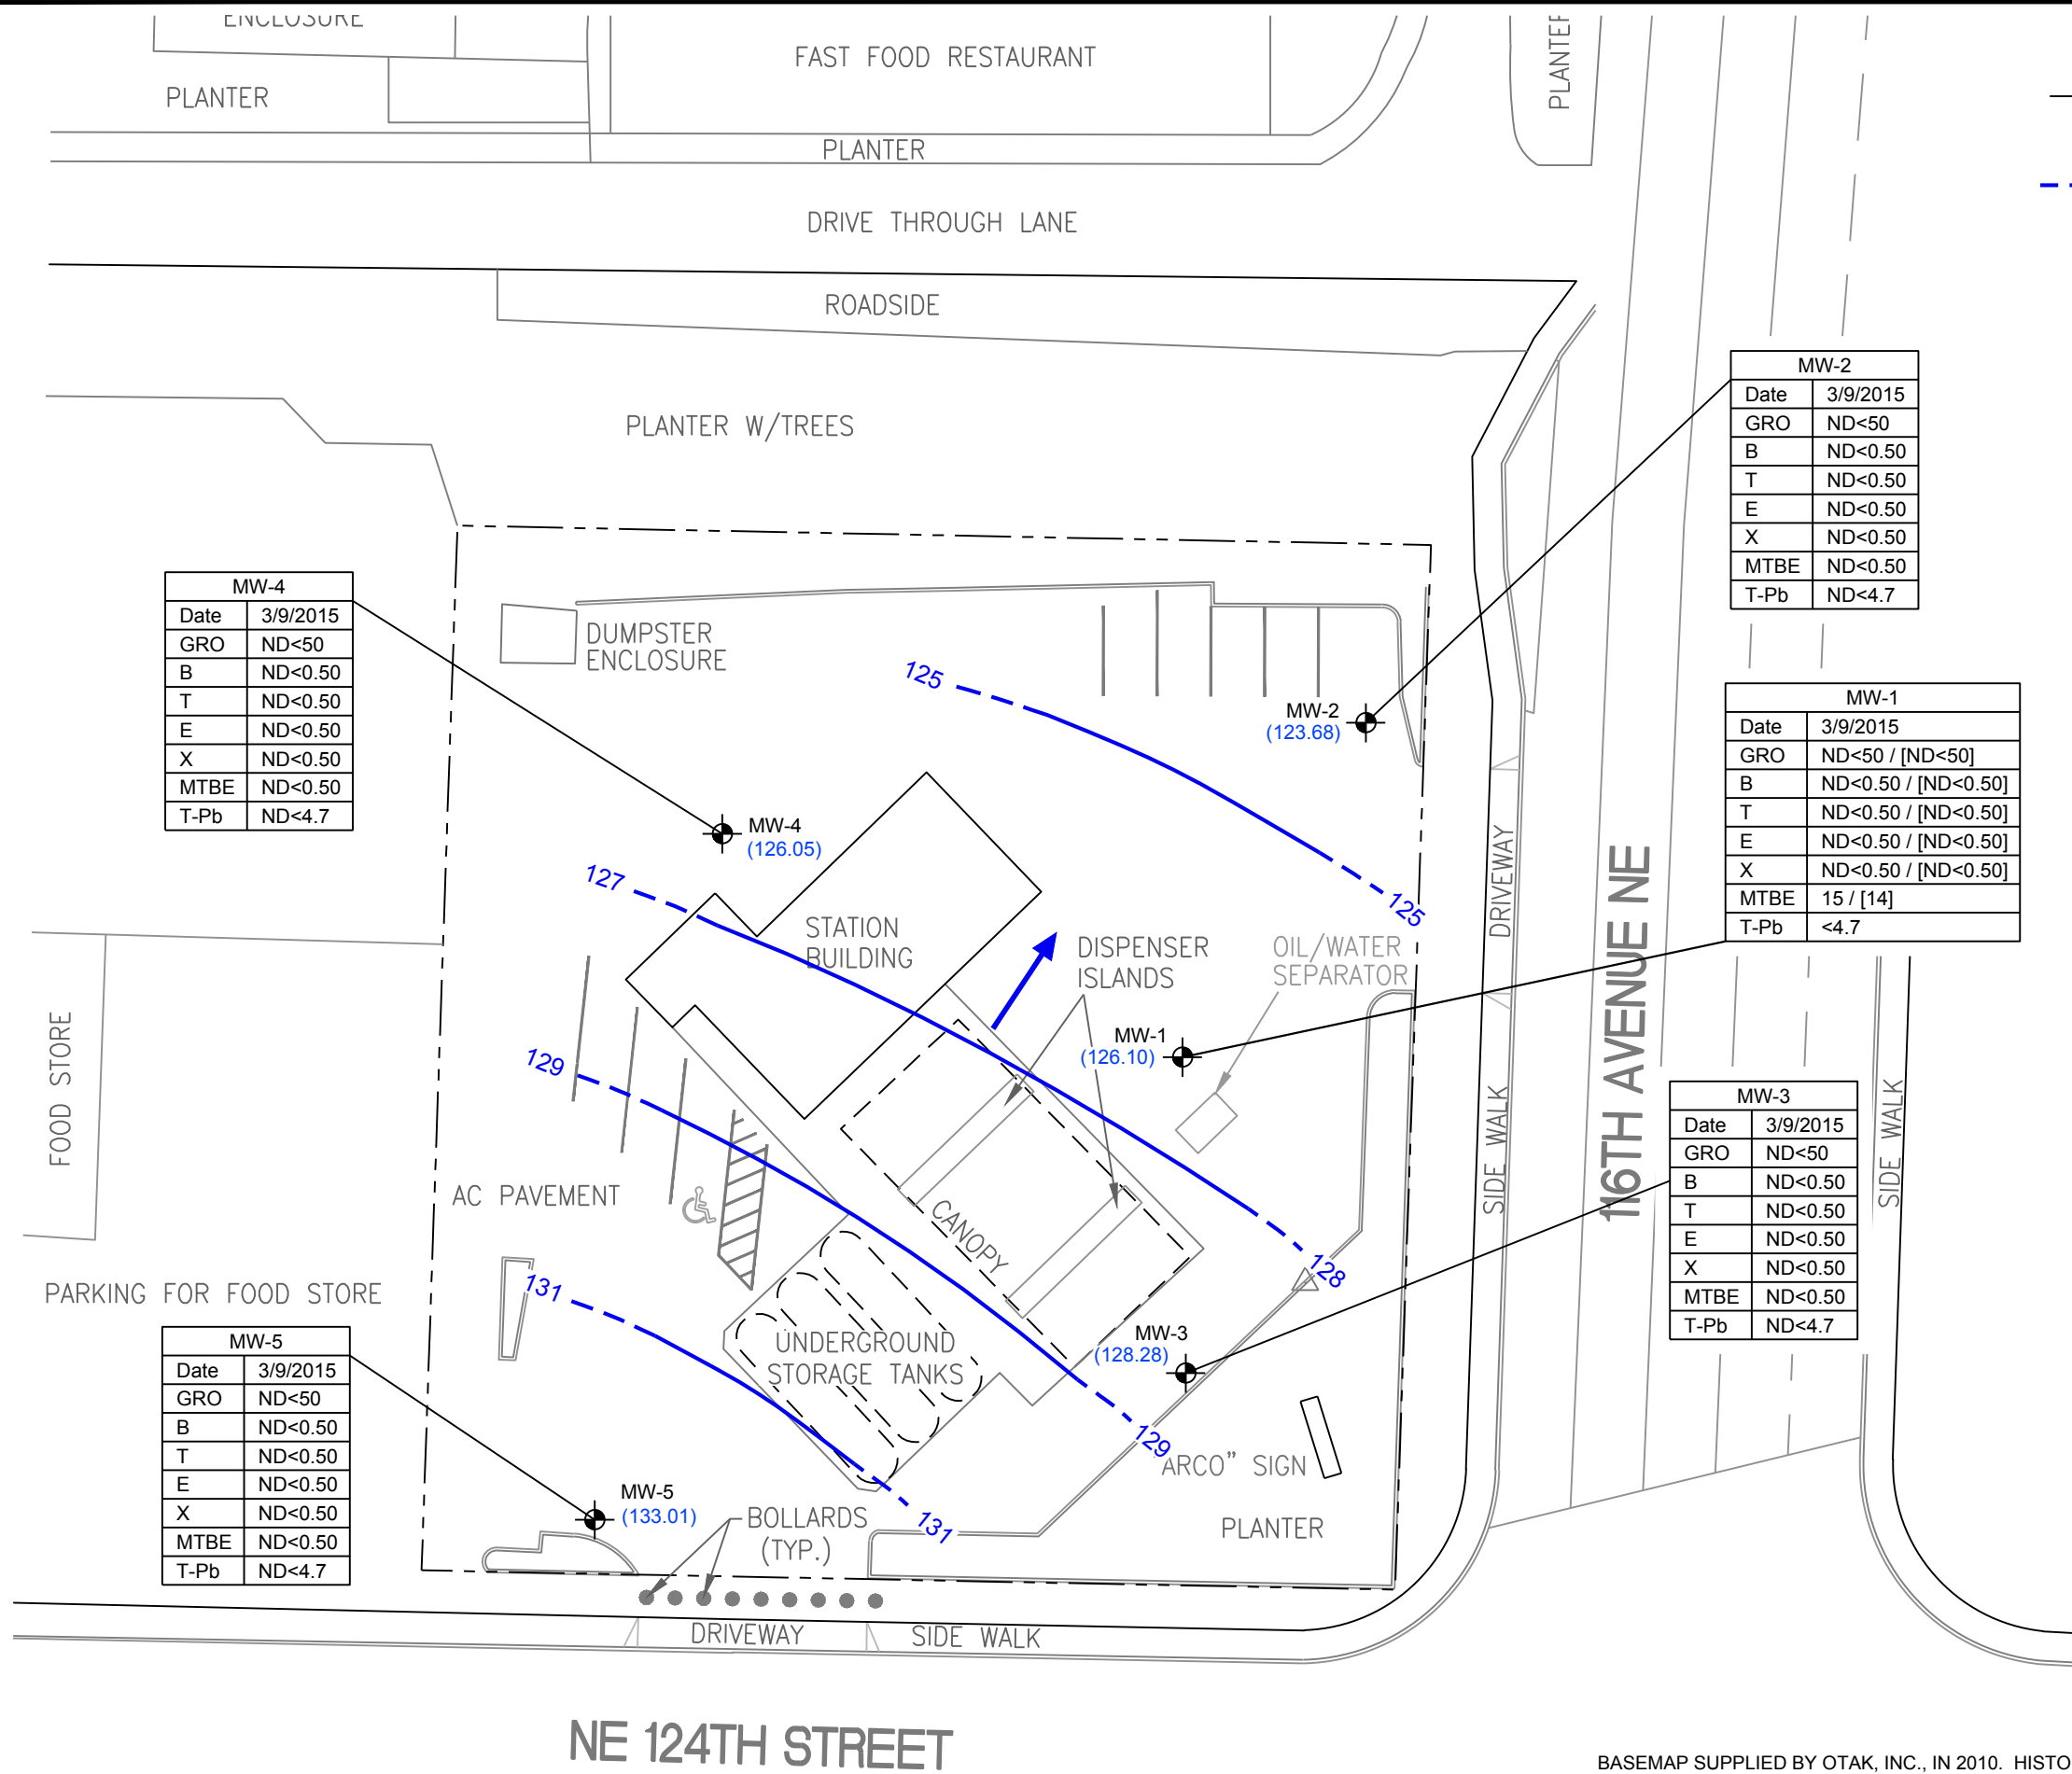 ENCLOSURE
FAST FOOD RESTAURANT
PLANTER
PLANTER
PLANTER
DRIVE THROUGH LANE
ROADSIDE
PLANTER W/TREES
MW-2
Date 3/9/2015
GRO ND<50
B ND<0.50
T ND<0.50
E ND<0.50
X ND<0.50
MTBE ND<0.50
T-Pb ND<4.7
MW-4
Date 3/9/2015
GRO ND<50
B ND<0.50
T ND<0.50
E ND<0.50
X ND<0.50
MTBE ND<0.50
T-Pb ND<4.7
DUMPSTER
ENCLOSURE
125
MW-2
(123.68)
MW-1
Date 3/9/2015
GRO ND<50 / [ND<50]
B ND<0.50 / [ND<0.50]
T ND<0.50 / [ND<0.50]
E ND<0.50 / [ND<0.50]
X ND<0.50 / [ND<0.50]
MTBE 15 / [14]
T-Pb <4.7
MW-4
(126.05)
127
125
STATION
BUILDING
DISPENSER
ISLANDS
OIL/WATER
SEPARATOR
DRIVEWAY
116TH AVENUE NE
MW-1
(126.10)
FOOD STORE
129
SIDE WALK
SIDE WALK
MW-3
Date 3/9/2015
GRO ND<50
B ND<0.50
T ND<0.50
E ND<0.50
X ND<0.50
MTBE ND<0.50
T-Pb ND<4.7
AC PAVEMENT
CANOPY
128
131
PARKING FOR FOOD STORE
UNDERGROUND
STORAGE TANKS
MW-3
(128.28)
MW-5
Date 3/9/2015
GRO ND<50
B ND<0.50
T ND<0.50
E ND<0.50
X ND<0.50
MTBE ND<0.50
T-Pb ND<4.7
129
ARCO" SIGN
MW-5
(133.01)
BOLLARDS
(TYP.)
131
PLANTER
DRIVEWAY
SIDE WALK
NE 124TH STREET
BASEMAP SUPPLIED BY OTAK, INC., IN 2010. HISTO